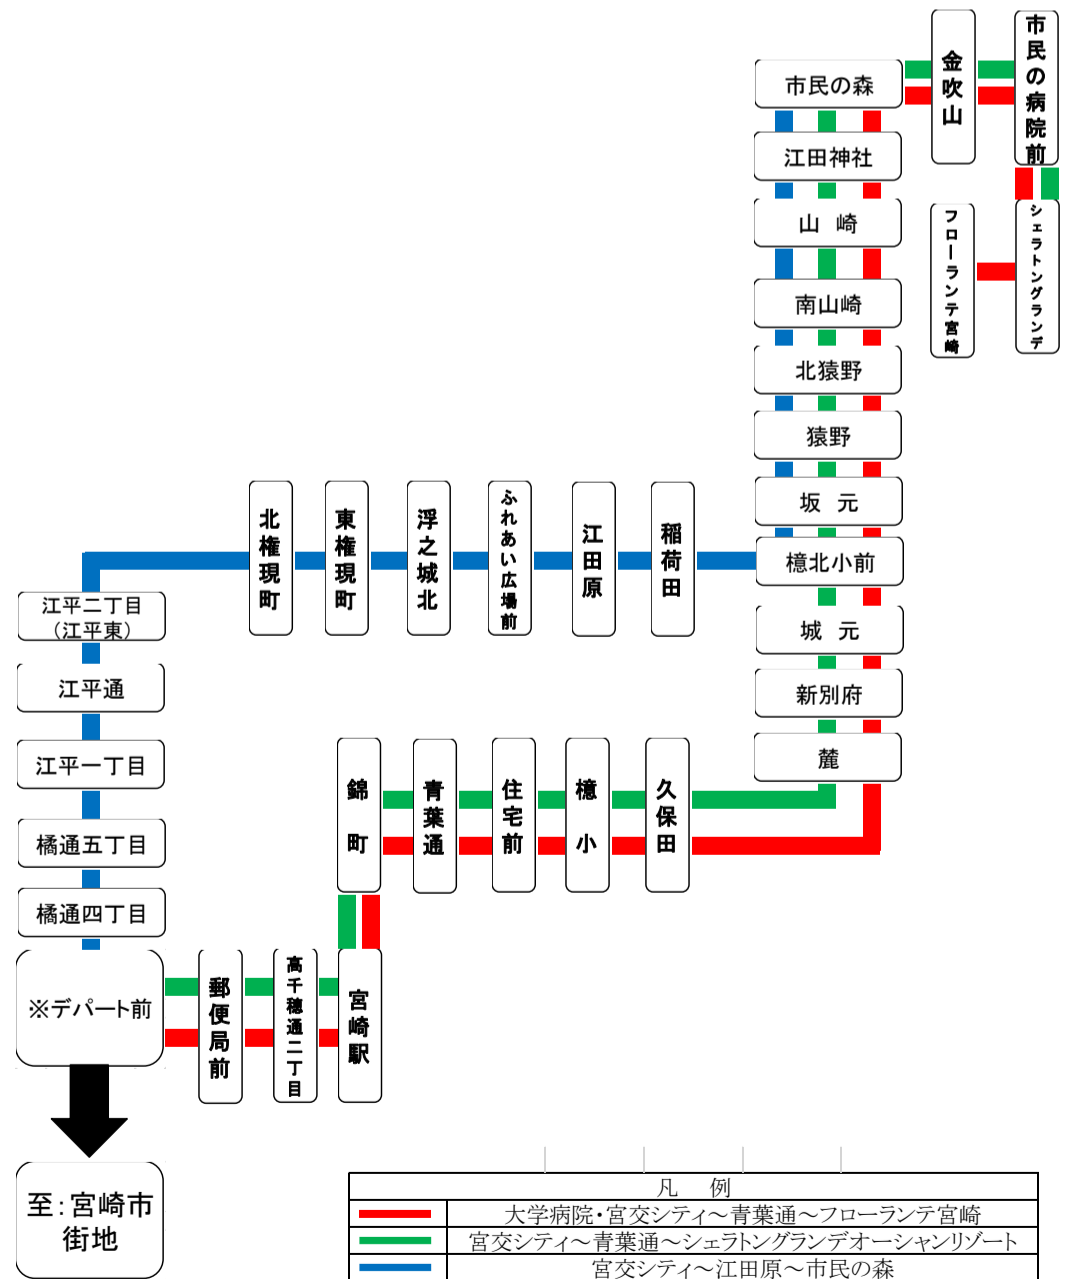 市民の森
金吹山
市民の病院前
江田神社
山 崎
フローランテ宮崎
シェラトングランデ
南山崎
北猿野
猿野
坂 元
檍北小前
北権現町
東権現町
浮之城北
ふれあい広場前
江田原
稲荷田
江平二丁目
(江平東)
城 元
江平通
新別府
江平一丁目
麓
錦町
青葉通
住宅前
檍小
久保田
橘通五丁目
橘通四丁目
※デパート前
郵便局前
高千穂通二丁目
宮崎駅
至:宮崎市
街地
凡 例
大学病院・宮交シティ～青葉通～フローランテ宮崎
宮交シティ～青葉通～シェラトングランデオーシャンリゾート
宮交シティ～江田原～市民の森